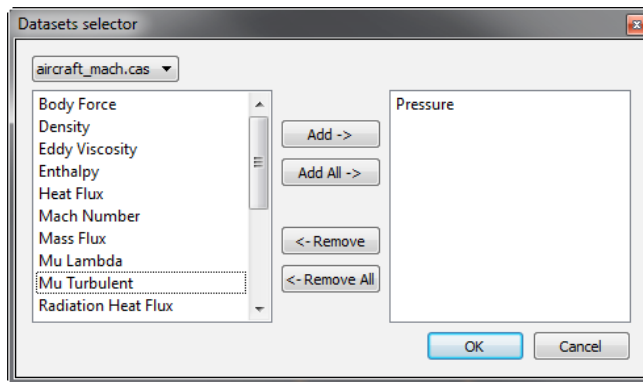 Datasets selector
aircraft_mach.cas
Body Force
Density
Eddy Viscosity
Enthalpy
Heat Flux
Mach Number
Mass Flux
Mu Lambda
Mu Turbulent
Radiation Heat Flux
Add ->
Add All ->
<- Remove
<- Remove All
Pressure
OK
Cancel